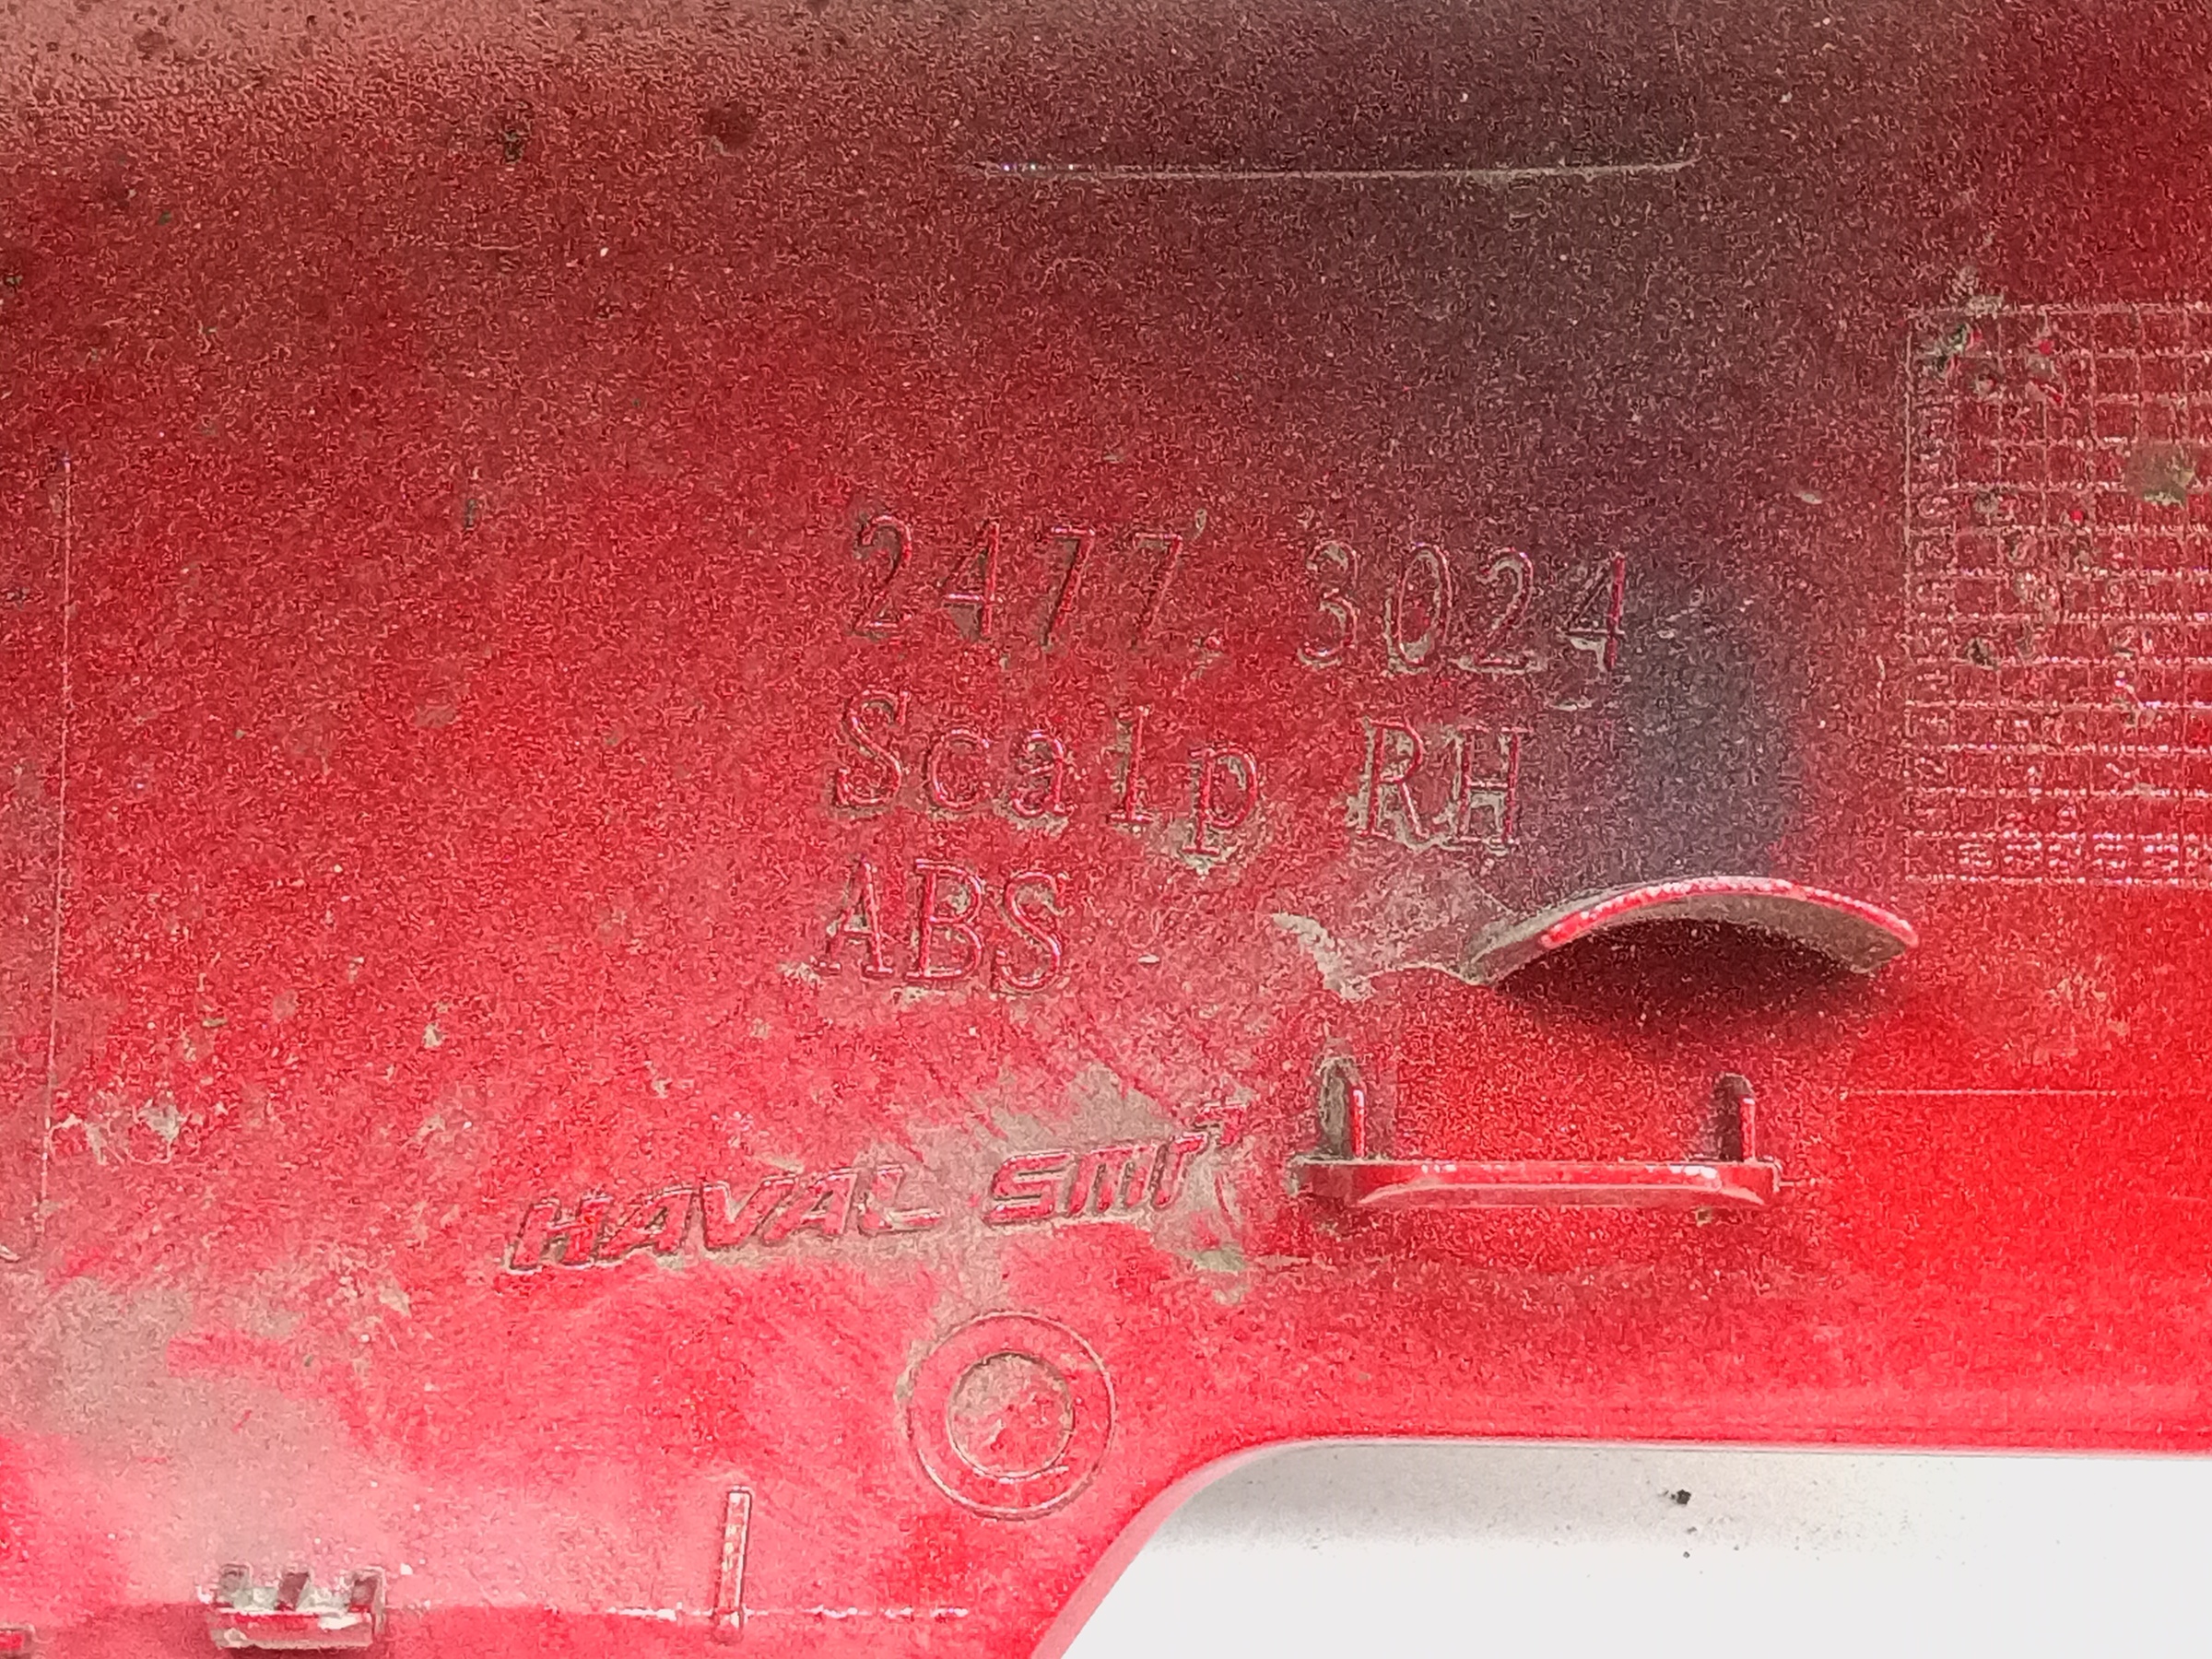 2477. 3024
Scalp RH
ABS
HAVAL SMT